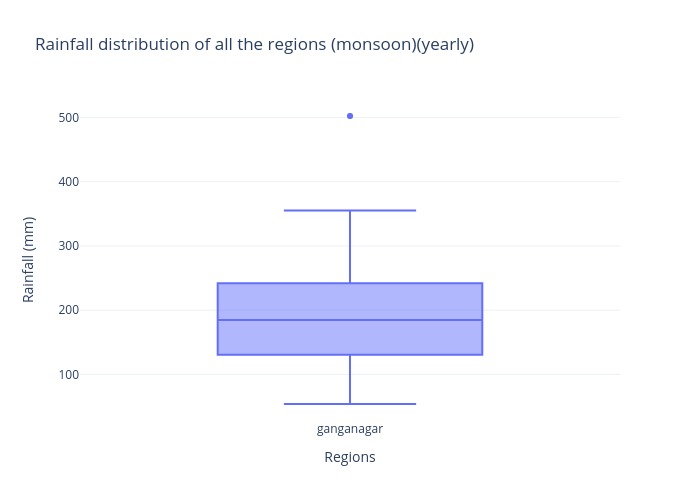 Rainfall distribution of all the regions (monsoon)(yearly)
500
400
300
200
100
Rainfall (mm)
ganganagar
Regions